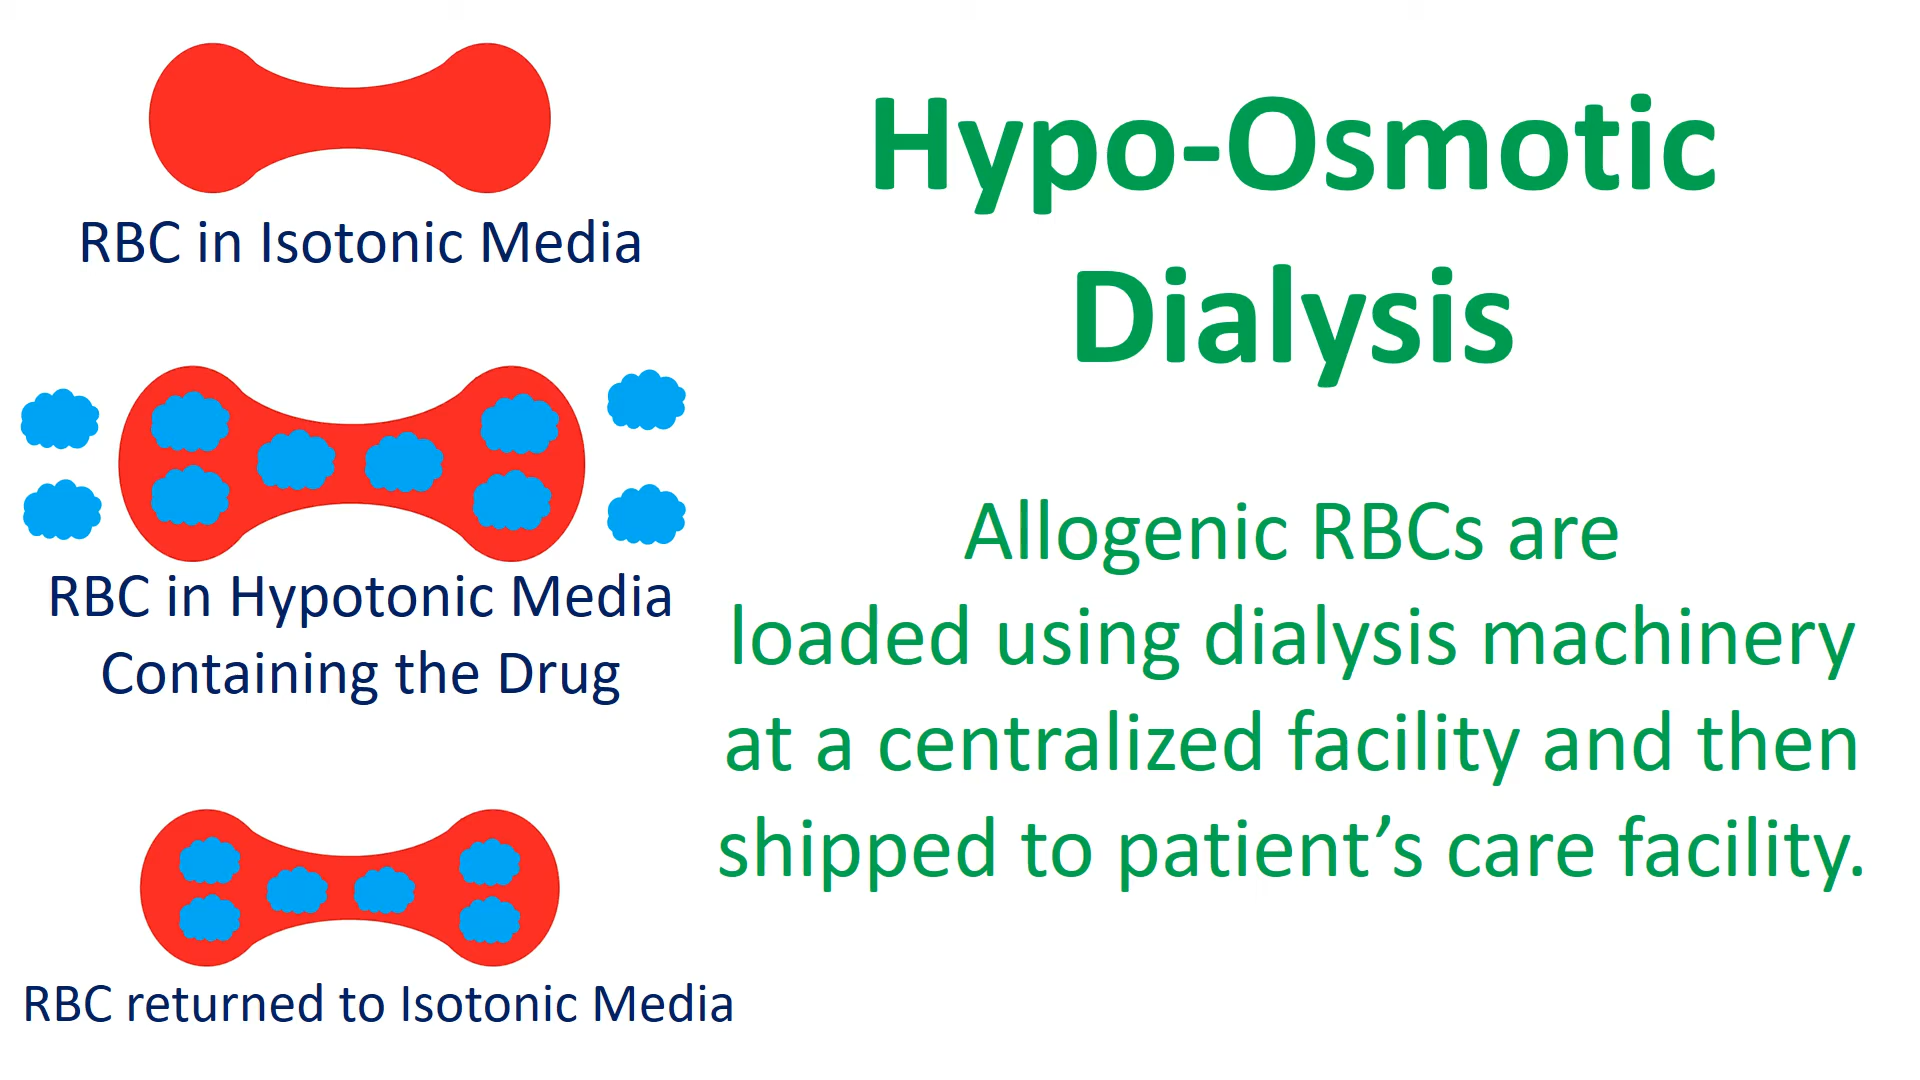 RBC in Isotonic Media
RBC in Hypotonic Media
Containing the Drug
RBC returned to Isotonic Media
Hypo-Osmotic
Dialysis
Allogenic RBCs are
loaded using dialysis machinery
at a centralized facility and then
shipped to patient’s care facility.